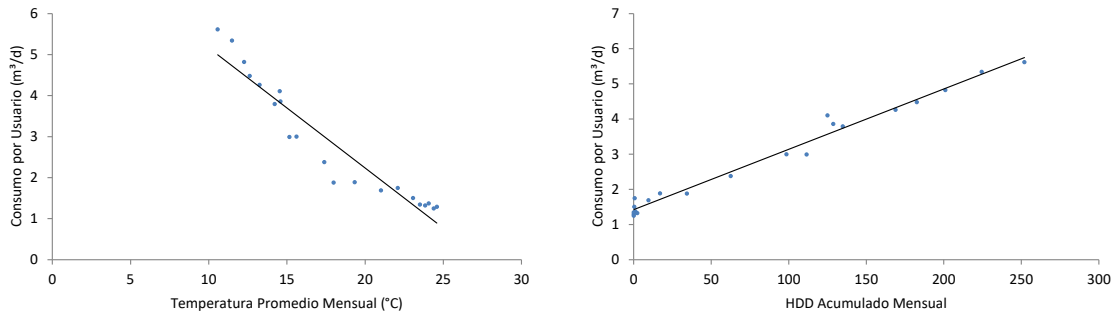 Consumo por Usuario (m³/d)
6
5
4
3
2
1
0
0 5 10 15 20 25 30
Temperatura Promedio Mensual (°C)
Consumo por Usuario (m³/d)
7
6
5
4
3
2
1
0
0 50 100 150 200 250 300
HDD Acumulado Mensual